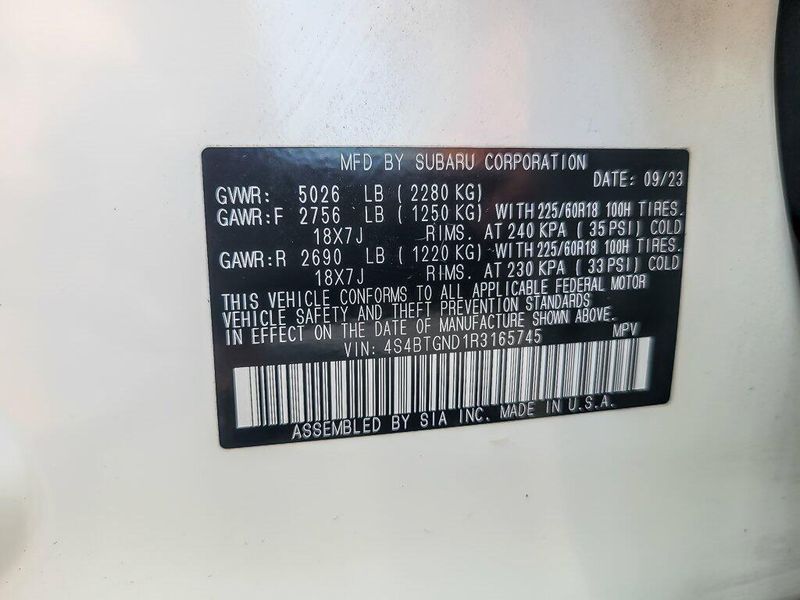 MFD BY SUBARU CORPORATION
DATE: 09/23
GVWR: 5026 LB (2280 KG)
GAWR:F 2756 LB (1250 KG) WITH 225/60R18 100H TIRES.
18X7J RIMS. AT 240 KPA (35 PSI) COLD
GAWR:R 2690 LB (1220 KG) WITH 225/60R18 100H TIRES.
18X7J RIMS. AT 230 KPA (33 PSI) COLD
THIS VEHICLE CONFORMS TO ALL APPLICABLE FEDERAL MOTOR
VEHICLE SAFETY AND THEFT PREVENTION STANDARDS
IN EFFECT ON THE DATE OF MANUFACTURE SHOWN ABOVE.
VIN: 4S4BTGND1R3165745 MPV
ASSEMBLED BY SIA INC. MADE IN U.S.A.